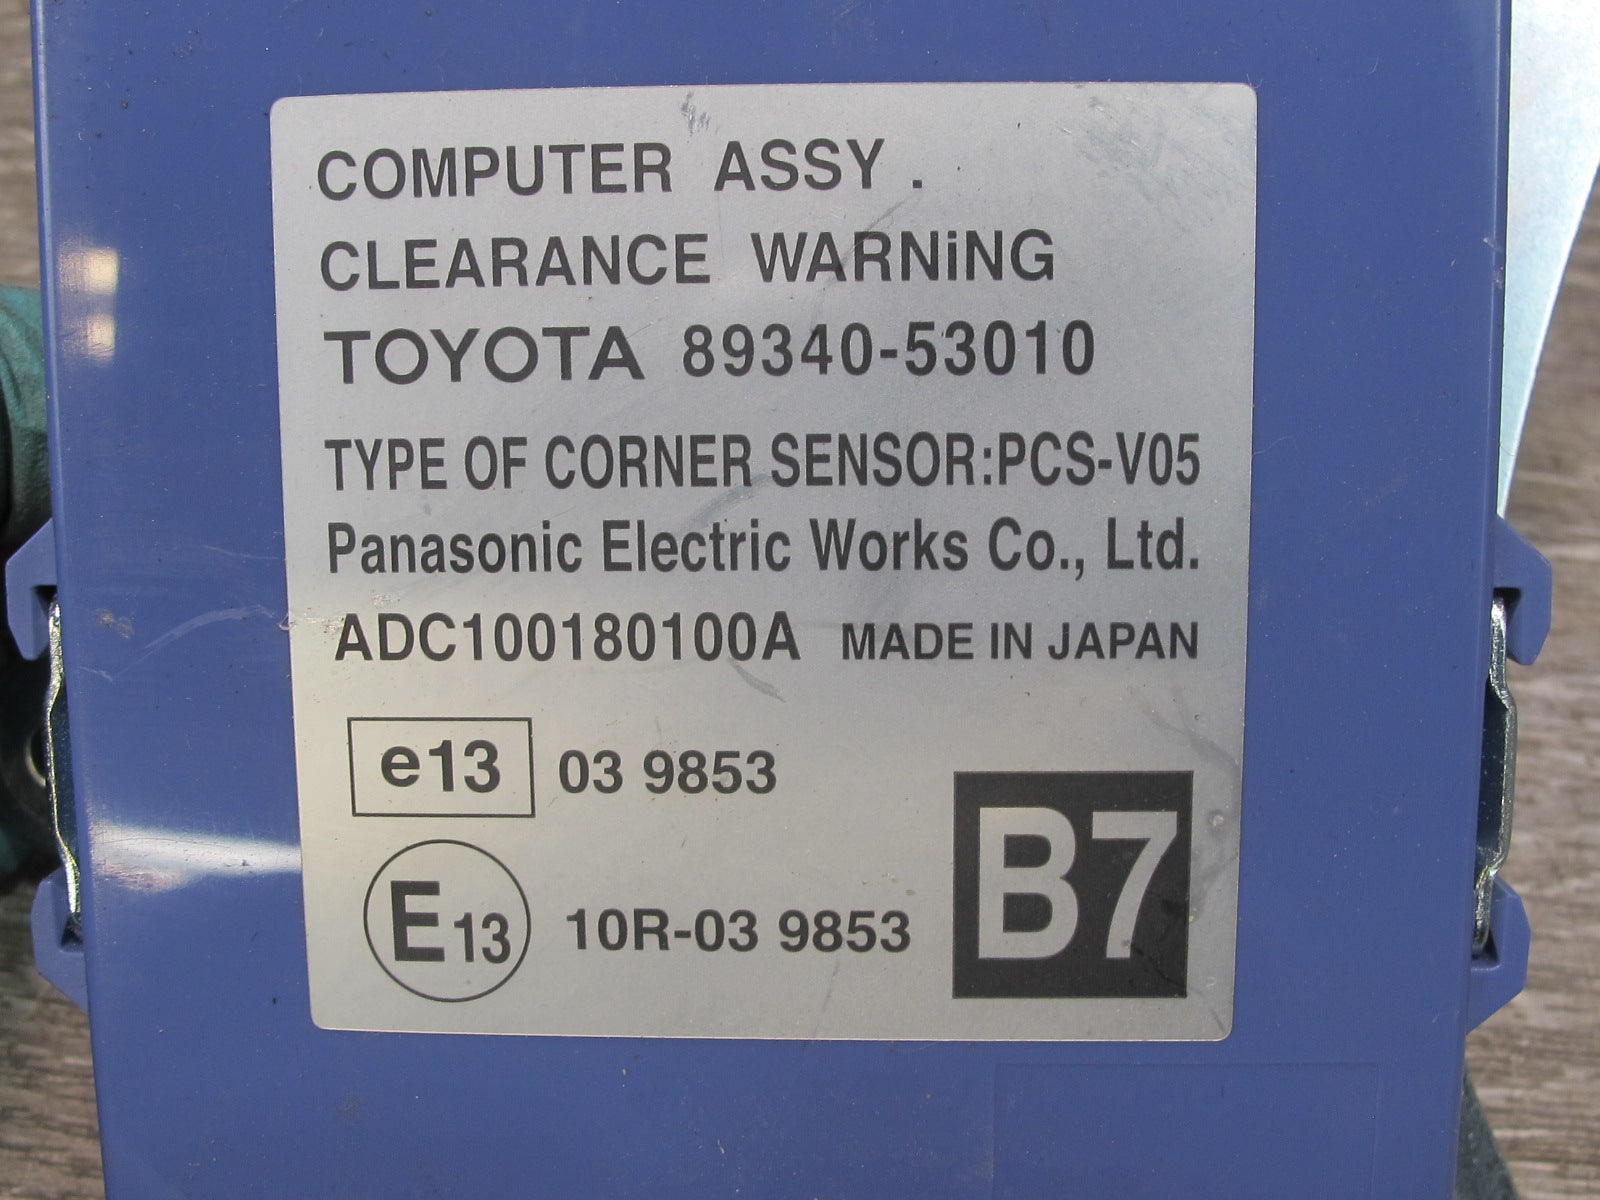 COMPUTER ASSY.
CLEARANCE WARNiNG
TOYOTA 89340-53010
TYPE OF CORNER SENSOR:PCS-V05
Panasonic Electric Works Co., Ltd.
ADC100180100A MADE IN JAPAN
e13 03 9853
E13 10R-03 9853
B7